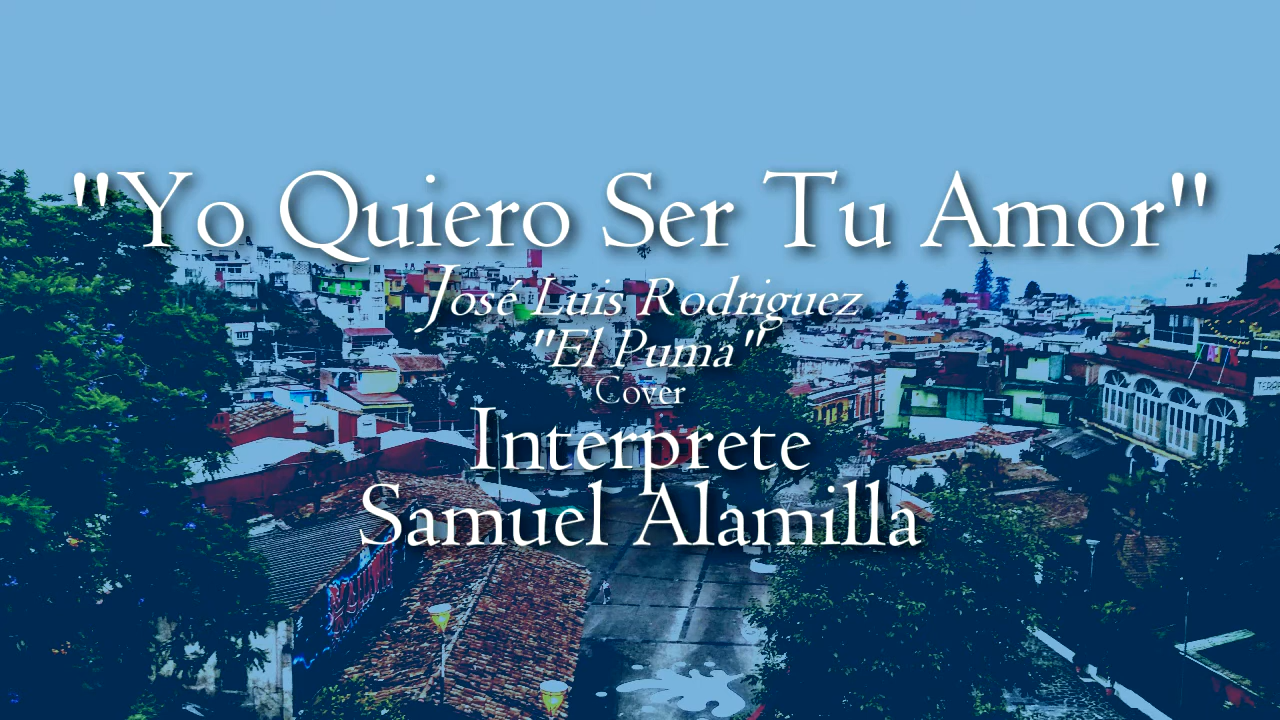 "Yo Quiero Ser Tu Amor"
José Luis Rodriguez
"El Puma"
Cover
Interprete
Samuel Alamilla